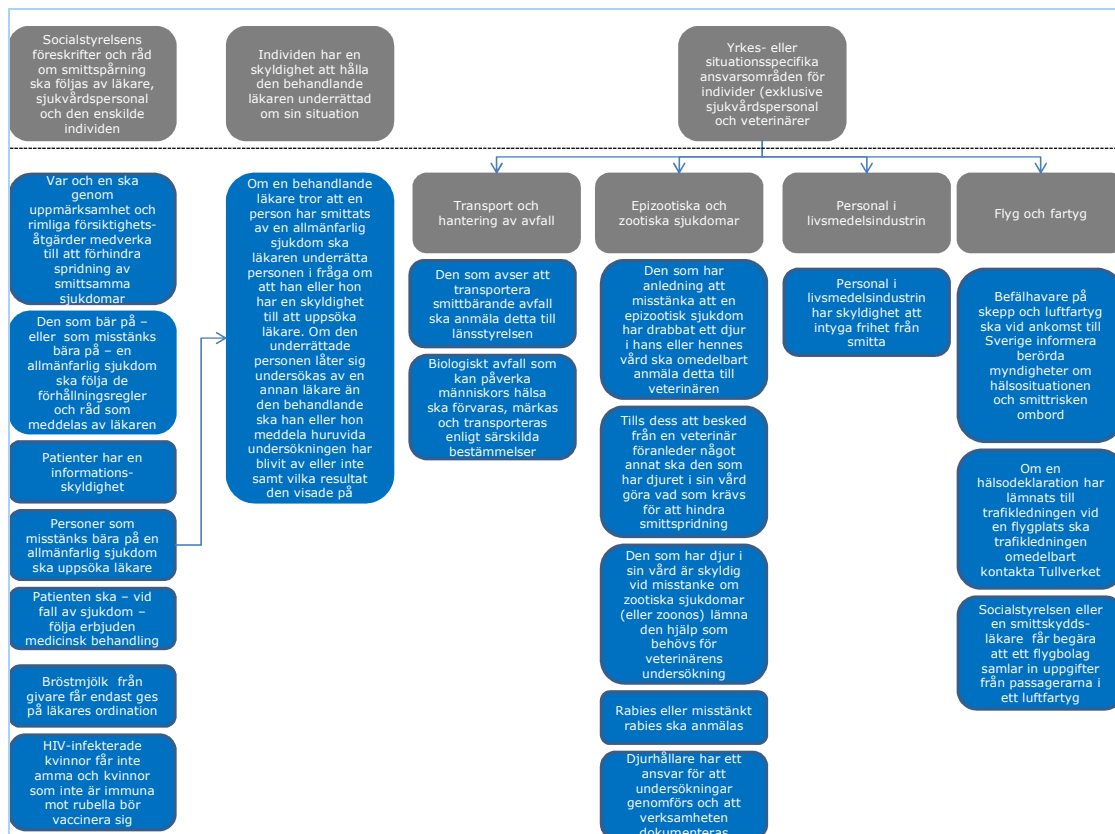 Socialstyrelsens
föreskrifter och råd
om smittspårning
ska följas av läkare,
sjukvårdspersonal
och den enskilde
individen
Individen har en
skyldighet att hålla
den behandlande
läkaren underrättad
om sin situation
Yrkes- eller
situationsspecifika
ansvarsområden för
individer (exklusive
sjukvårdspersonal
och veterinärer
Var och en ska
genom
uppmärksamhet och
rimliga försiktighets-
åtgärder medverka
till att förhindra
spridning av
smittsamma
sjukdomar
Den som bär på –
eller som misstänks
bära på – en
allmänfarlig sjukdom
ska följa de
förhållningsregler
och råd som
meddelas av läkaren
Patienter har en
informations-
skyldighet
Personer som
misstänks bära på en
allmänfarlig sjukdom
ska uppsöka läkare
Patienten ska – vid
fall av sjukdom –
följa erbjuden
medicinsk behandling
Bröstmjölk från
givare får endast ges
på läkares ordination
HIV-infekterade
kvinnor får inte
amma och kvinnor
som inte är immuna
mot rubella bör
vaccinera sig
Om en behandlande
läkare tror att en
person har smittats
av en allmänfarlig
sjukdom ska
läkaren underrätta
personen i fråga om
att han eller hon
har en skyldighet
till att uppsöka
läkare. Om den
underrättade
personen låter sig
undersökas av en
annan läkare än
den behandlande
ska han eller hon
meddela huruvida
undersökningen har
blivit av eller inte
samt vilka resultat
den visade på
Transport och
hantering av avfall
Den som avser att
transportera
smittbärande avfall
ska anmäla detta till
länsstyrelsen
Biologiskt avfall som
kan påverka
människors hälsa
ska förvaras, märkas
och transporteras
enligt särskilda
bestämmelser
Epizootiska och
zootiska sjukdomar
Den som har
anledning att
misstänka att en
epizootisk sjukdom
har drabbat ett djur
i hans eller hennes
vård ska omedelbart
anmäla detta till
veterinären
Tills dess att besked
från en veterinär
föranleder något
annat ska den som
har djuret i sin vård
göra vad som krävs
för att hindra
smittspridning
Den som har djur i
sin vård är skyldig
vid misstanke om
zootiska sjukdomar
(eller zoonos) lämna
den hjälp som
behövs för
veterinärens
undersökning
Rabies eller misstänkt
rabies ska anmälas
Djurhållare har ett
ansvar för att
undersökningar
genomförs och att
verksamheten
dokumenteras
Personal i
livsmedelsindustrin
Personal i
livsmedelsindustrin
har skyldighet att
intyga frihet från
smitta
Flyg och fartyg
Befälhavare på
skepp och luftfartyg
ska vid ankomst till
Sverige informera
berörda
myndigheter om
hälsosituationen
och smittrisken
ombord
Om en
hälsodeklaration har
lämnats till
trafikledningen vid
en flygplats ska
trafikledningen
omedelbart
kontakta Tullverket
Socialstyrelsen eller
en smittskydds-
läkare får begära
att ett flygbolag
samlar in uppgifter
från passagerarna i
ett luftfartyg